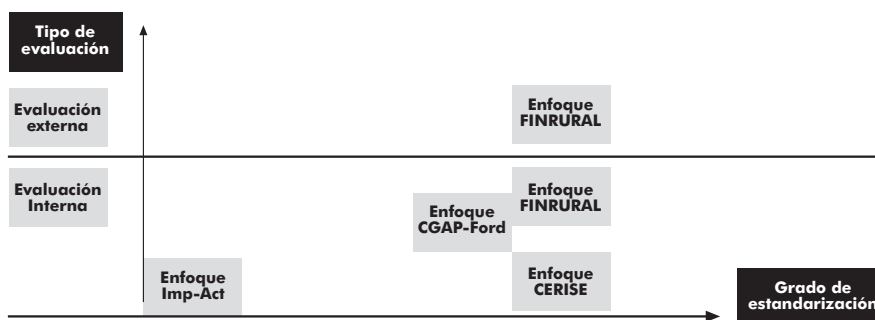 Tipo de
evaluación
Evaluación
externa
Enfoque
FINRURAL
Evaluación
Interna
Enfoque
FINRURAL
Enfoque
CGAP-Ford
Enfoque
Imp-Act
Enfoque
CERISE
Grado de
estandarización